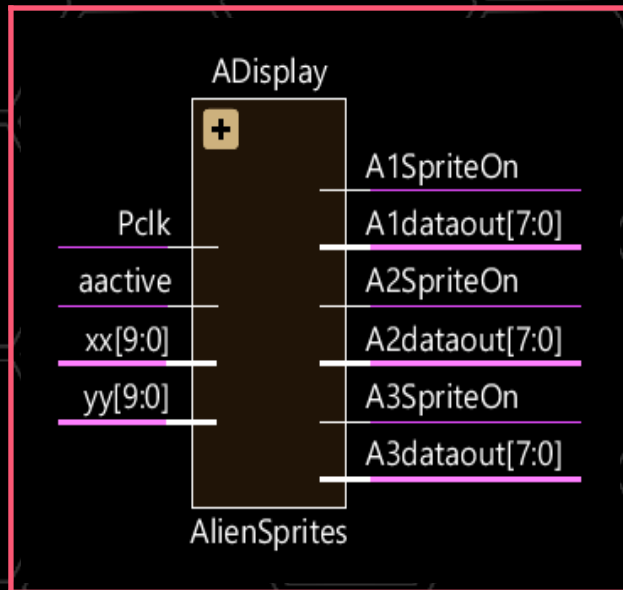 ADisplay
+
A1SpriteOn
A1dataout[7:0]
A2SpriteOn
A2dataout[7:0]
A3SpriteOn
A3dataout[7:0]
Pclk
aactive
xx[9:0]
yy[9:0]
AlienSprites